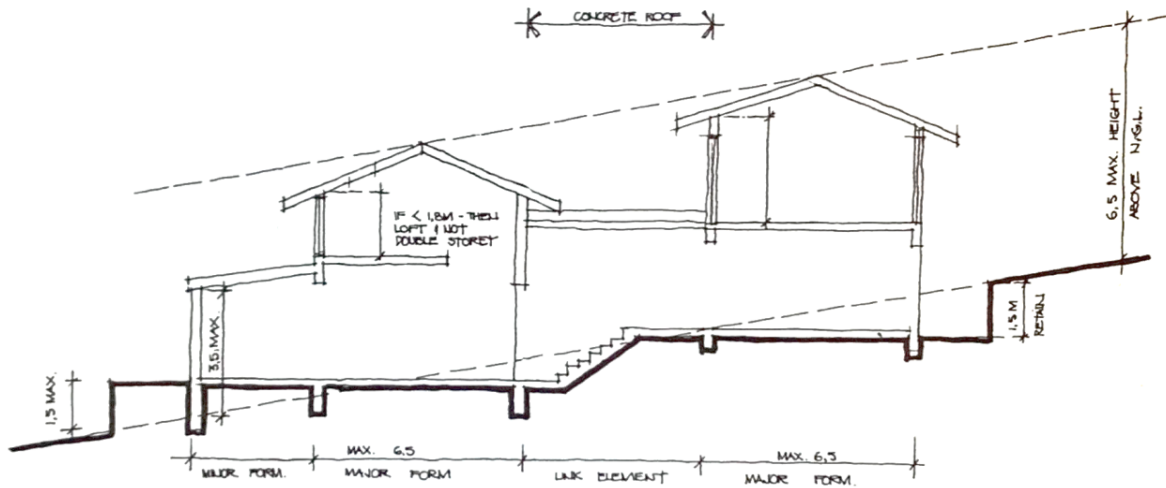 CONCRETE ROOF
6,5 MAX. HEIGHT
ABOVE N.G.L.
IF < 1,8M - THEN
LOFT & NOT
DOUBLE STOREY
3,5 MAX.
1,5 M
RETAIN
1,5 MAX.
MAX. 6,5
MAX. 6,5
MINOR FORM.
MAJOR FORM
LINK ELEMENT
MAJOR FORM.